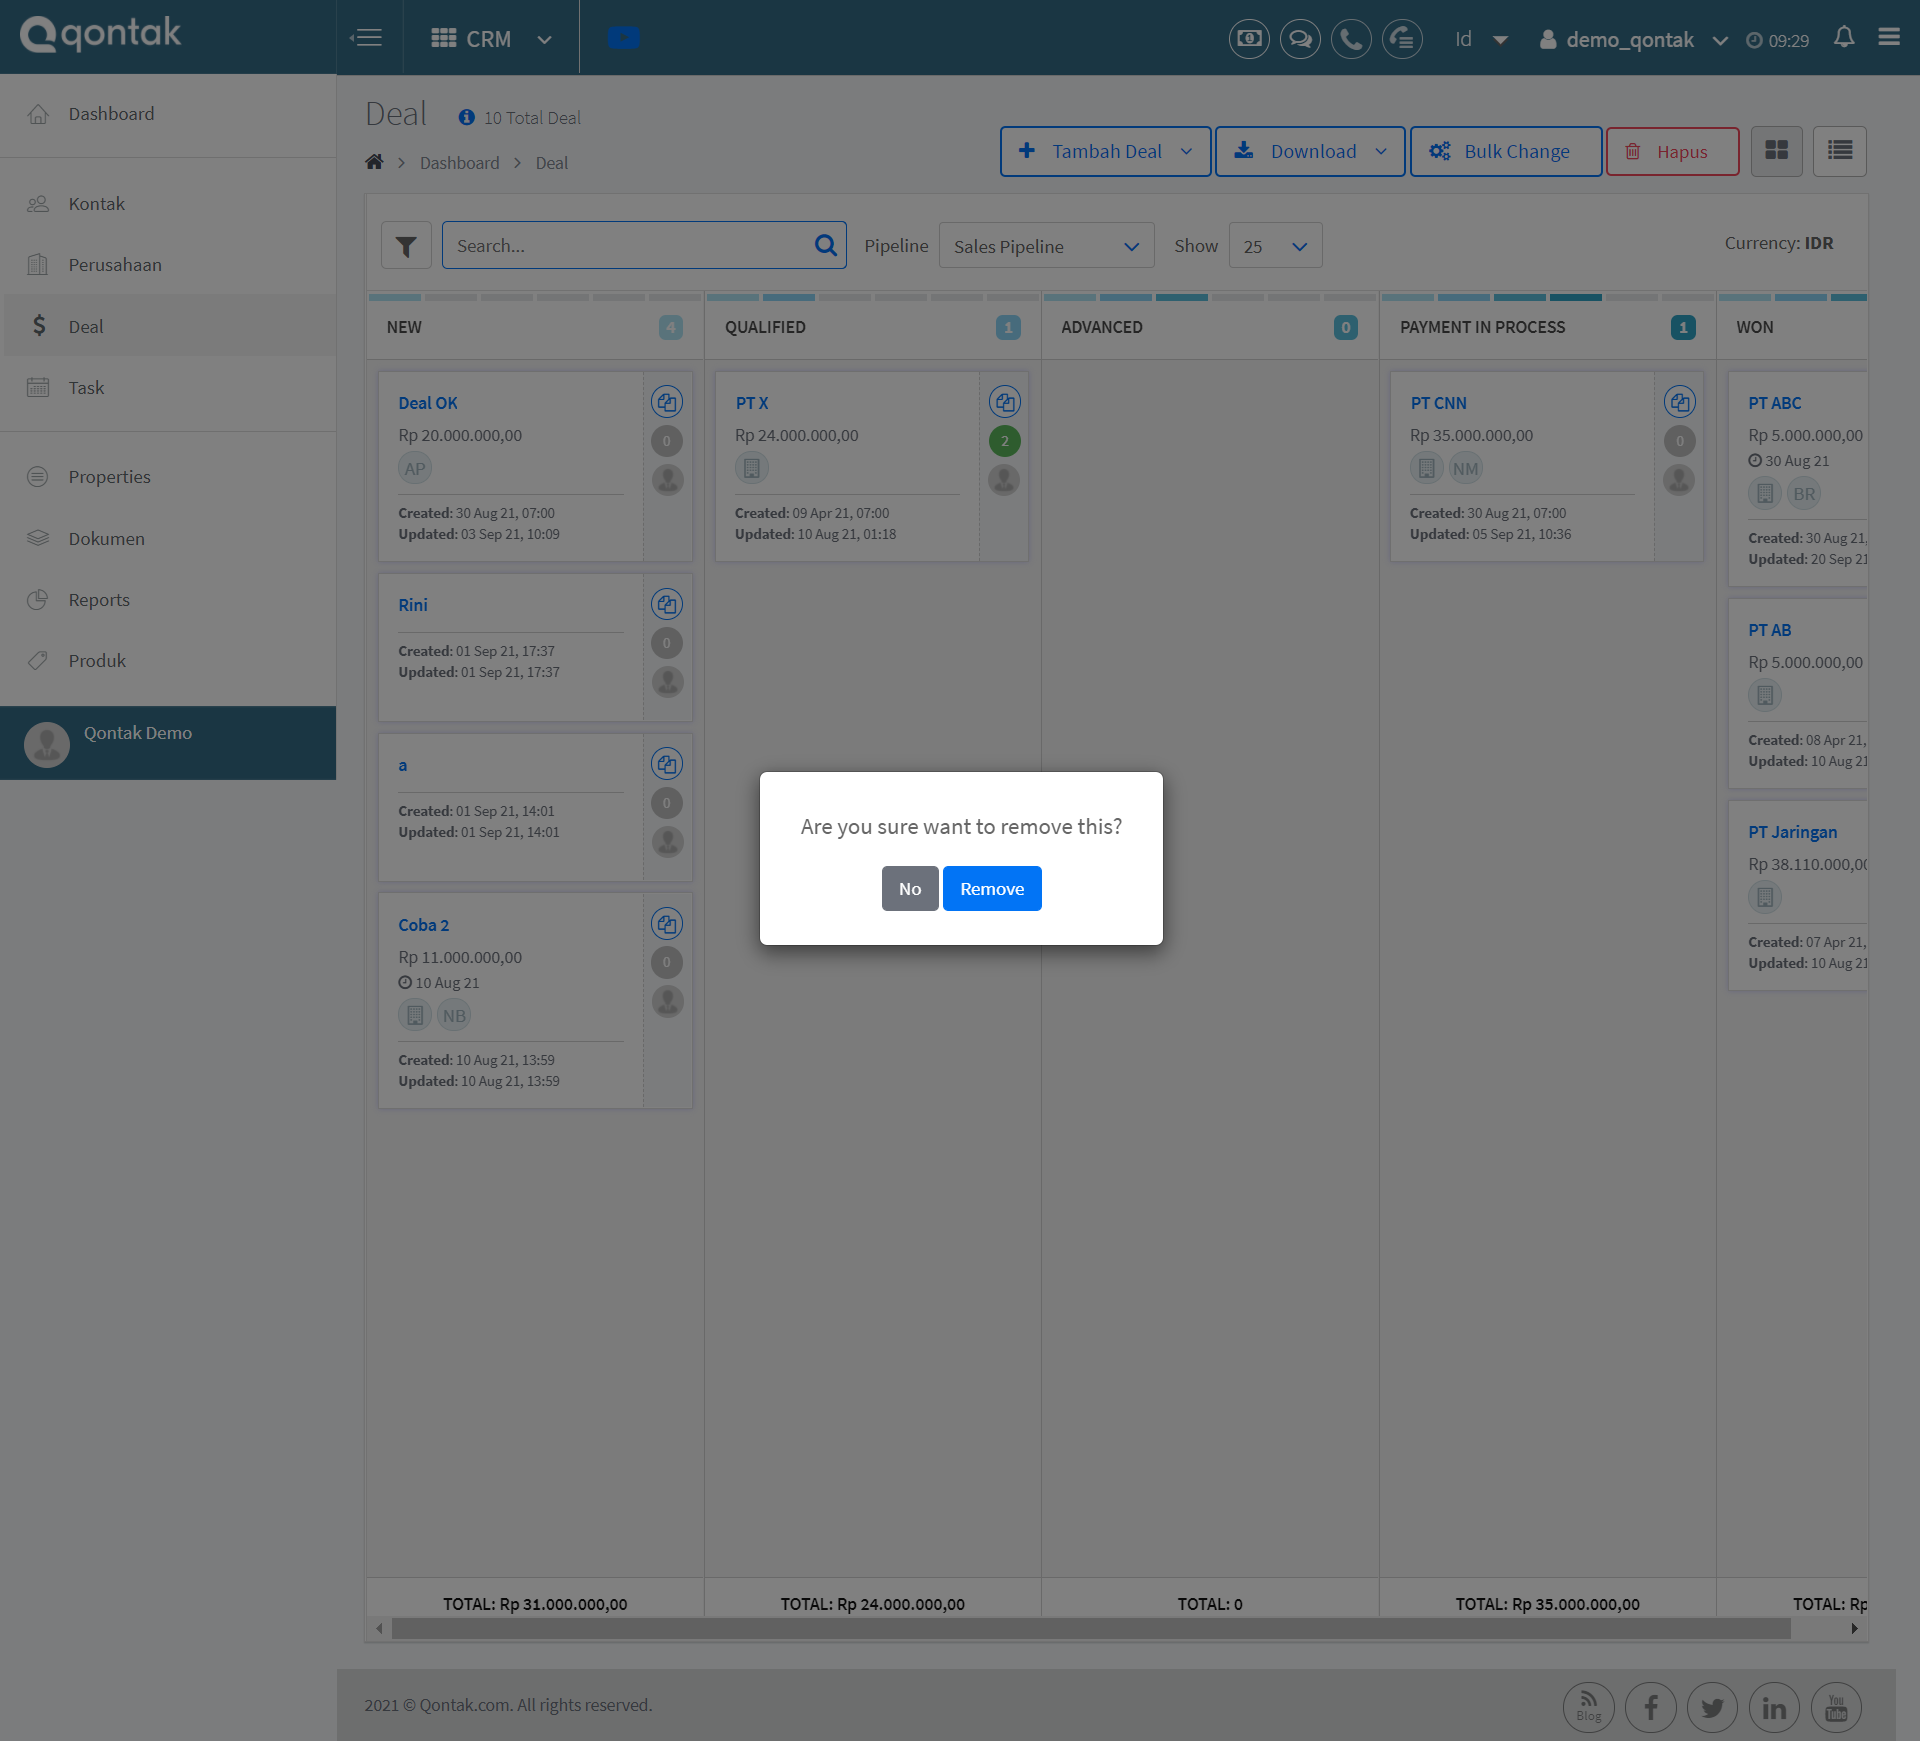 qontak
CRM
Id
demo_qontak
09:29
Dashboard
Kontak
Perusahaan
Deal
Task
Properties
Dokumen
Reports
Produk
Qontak Demo
Deal
10 Total Deal
Dashboard > Deal
Tambah Deal
Download
Bulk Change
Hapus
Search...
Pipeline
Sales Pipeline
Show
25
Currency: IDR
NEW 4
Deal OK
Rp 20.000.000,00
0
AP
Created: 30 Aug 21, 07:00
Updated: 03 Sep 21, 10:09
Rini
0
Created: 01 Sep 21, 17:37
Updated: 01 Sep 21, 17:37
a
0
Created: 01 Sep 21, 14:01
Updated: 01 Sep 21, 14:01
Coba 2
Rp 11.000.000,00
0
10 Aug 21
NB
Created: 10 Aug 21, 13:59
Updated: 10 Aug 21, 13:59
TOTAL: Rp 31.000.000,00
QUALIFIED 1
PT X
Rp 24.000.000,00
2
Created: 09 Apr 21, 07:00
Updated: 10 Aug 21, 01:18
TOTAL: Rp 24.000.000,00
ADVANCED 0
TOTAL: 0
PAYMENT IN PROCESS 1
PT CNN
Rp 35.000.000,00
0
NM
Created: 30 Aug 21, 07:00
Updated: 05 Sep 21, 10:36
TOTAL: Rp 35.000.000,00
WON
PT ABC
Rp 5.000.000,00
30 Aug 21
BR
Created: 30 Aug 21,
Updated: 20 Sep 21
PT AB
Rp 5.000.000,00
Created: 08 Apr 21,
Updated: 10 Aug 21
PT Jaringan
Rp 38.110.000,00
Created: 07 Apr 21,
Updated: 10 Aug 21
TOTAL: Rp
Are you sure want to remove this?
No
Remove
2021 © Qontak.com. All rights reserved.
Blog
You
Tube